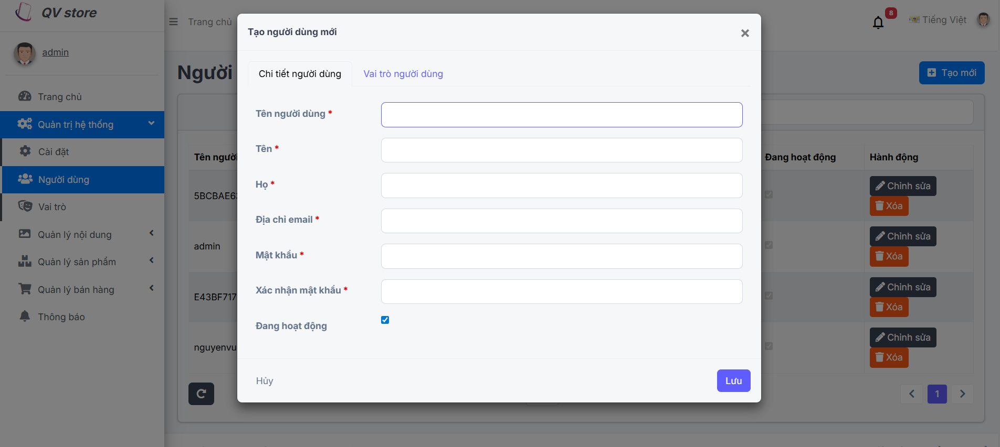 QV store
admin
Trang chủ
Quản trị hệ thống
Cài đặt
Người dùng
Vai trò
Quản lý nội dung
Quản lý sản phẩm
Quản lý bán hàng
Thông báo
Trang chủ
8
Tiếng Việt
Người
Tạo mới
Tên người
Đang hoạt động
Hành động
5BCBAE63
Chỉnh sửa
Xóa
admin
Chỉnh sửa
Xóa
E43BF717
Chỉnh sửa
Xóa
nguyenvu
Chỉnh sửa
Xóa
1
Tạo người dùng mới
Chi tiết người dùng
Vai trò người dùng
Tên người dùng *
Tên *
Họ *
Địa chỉ email *
Mật khẩu *
Xác nhận mật khẩu *
Đang hoạt động
Hủy
Lưu